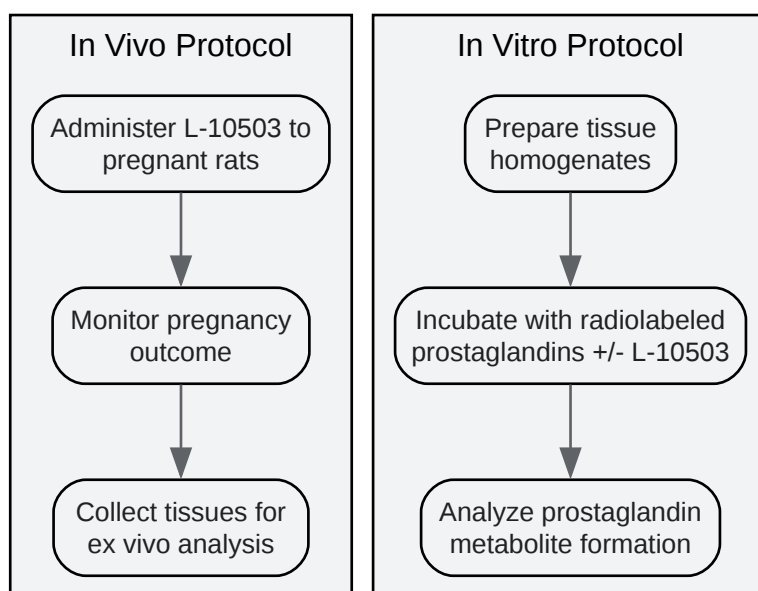 In Vivo Protocol
Administer L-10503 to
pregnant rats
Monitor pregnancy
outcome
Collect tissues for
ex vivo analysis
In Vitro Protocol
Prepare tissue
homogenates
Incubate with radiolabeled
prostaglandins +/- L-10503
Analyze prostaglandin
metabolite formation